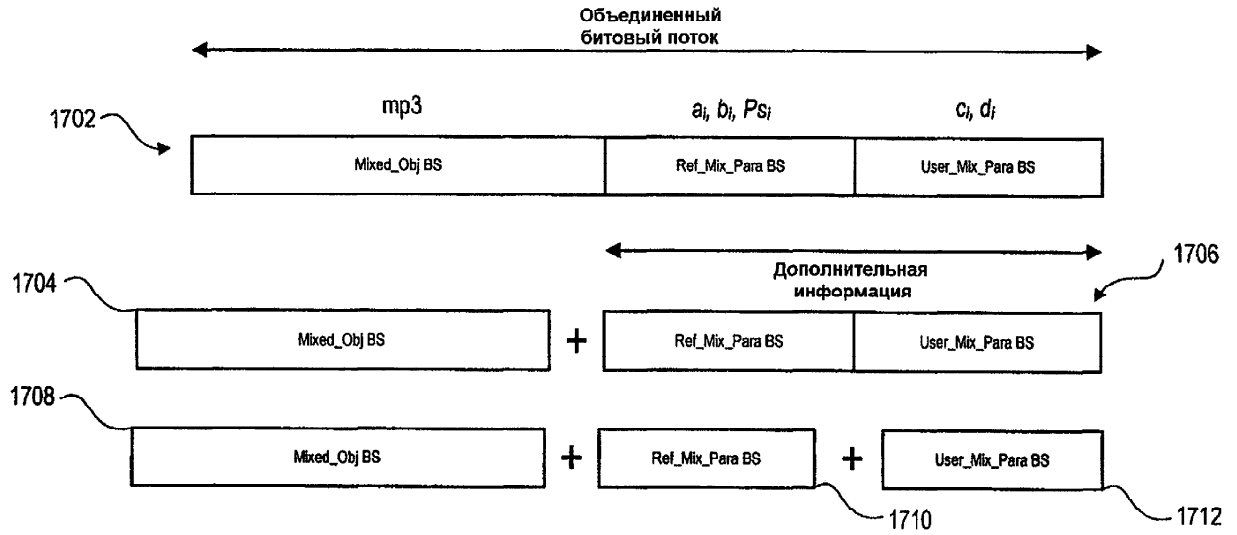 Объединенный
битовый поток
mp3 ai, bi, Psi ci, di
1702
Mixed_Obj BS Ref_Mix_Para BS User_Mix_Para BS
1706
1704
Дополнительная
информация
Mixed_Obj BS + Ref_Mix_Para BS User_Mix_Para BS
1708
Mixed_Obj BS + Ref_Mix_Para BS + User_Mix_Para BS
1710 1712